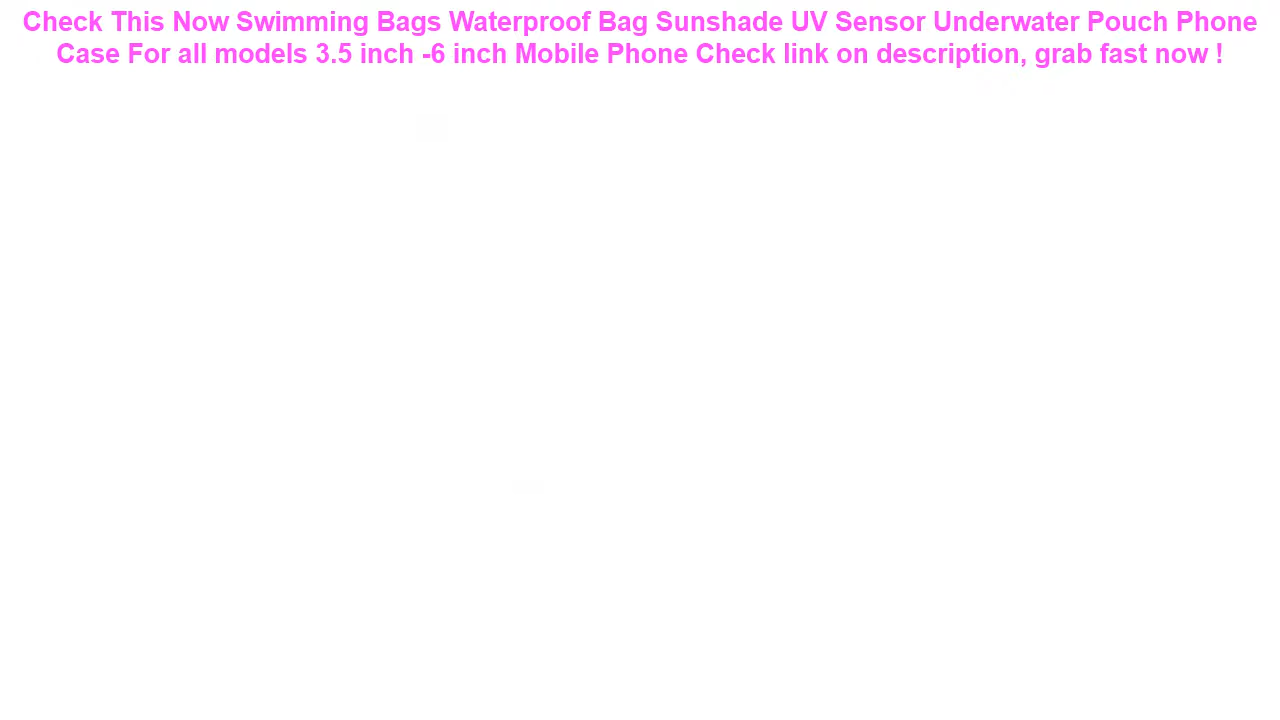 Check This Now Swimming Bags Waterproof Bag Sunshade UV Sensor Underwater Pouch Phone
Case For all models 3.5 inch -6 inch Mobile Phone Check link on description, grab fast now !